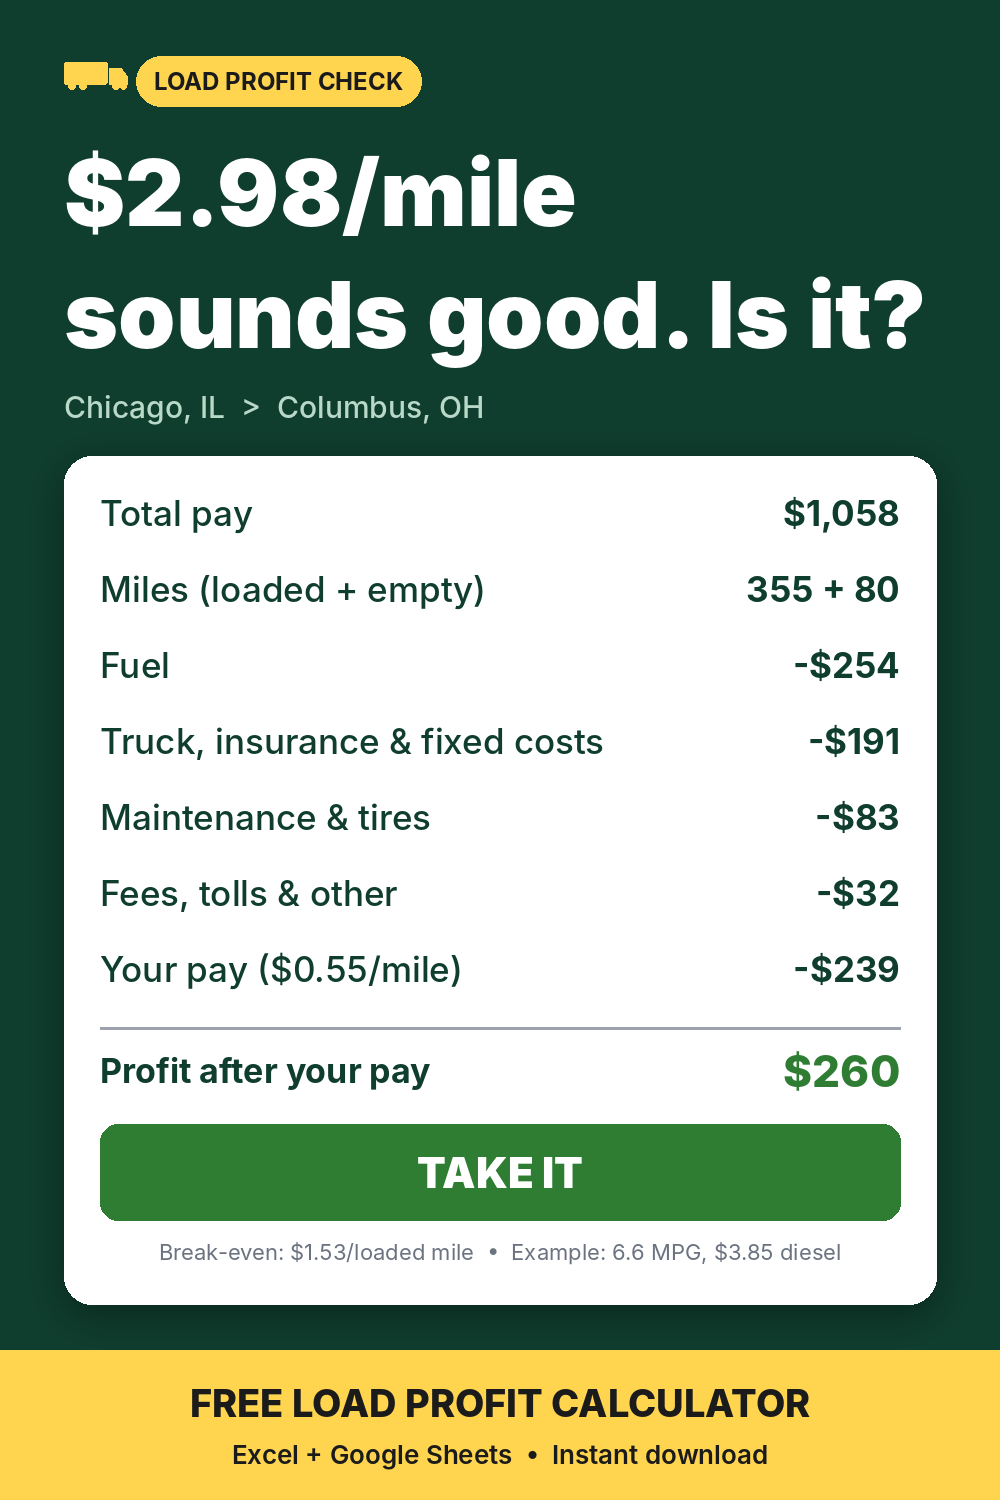 LOAD PROFIT CHECK
$2.98/mile
sounds good. Is it?
Chicago, IL > Columbus, OH
Total pay $1,058
Miles (loaded + empty) 355 + 80
Fuel -$254
Truck, insurance & fixed costs -$191
Maintenance & tires -$83
Fees, tolls & other -$32
Your pay ($0.55/mile) -$239
Profit after your pay $260
TAKE IT
Break-even: $1.53/loaded mile • Example: 6.6 MPG, $3.85 diesel
FREE LOAD PROFIT CALCULATOR
Excel + Google Sheets • Instant download